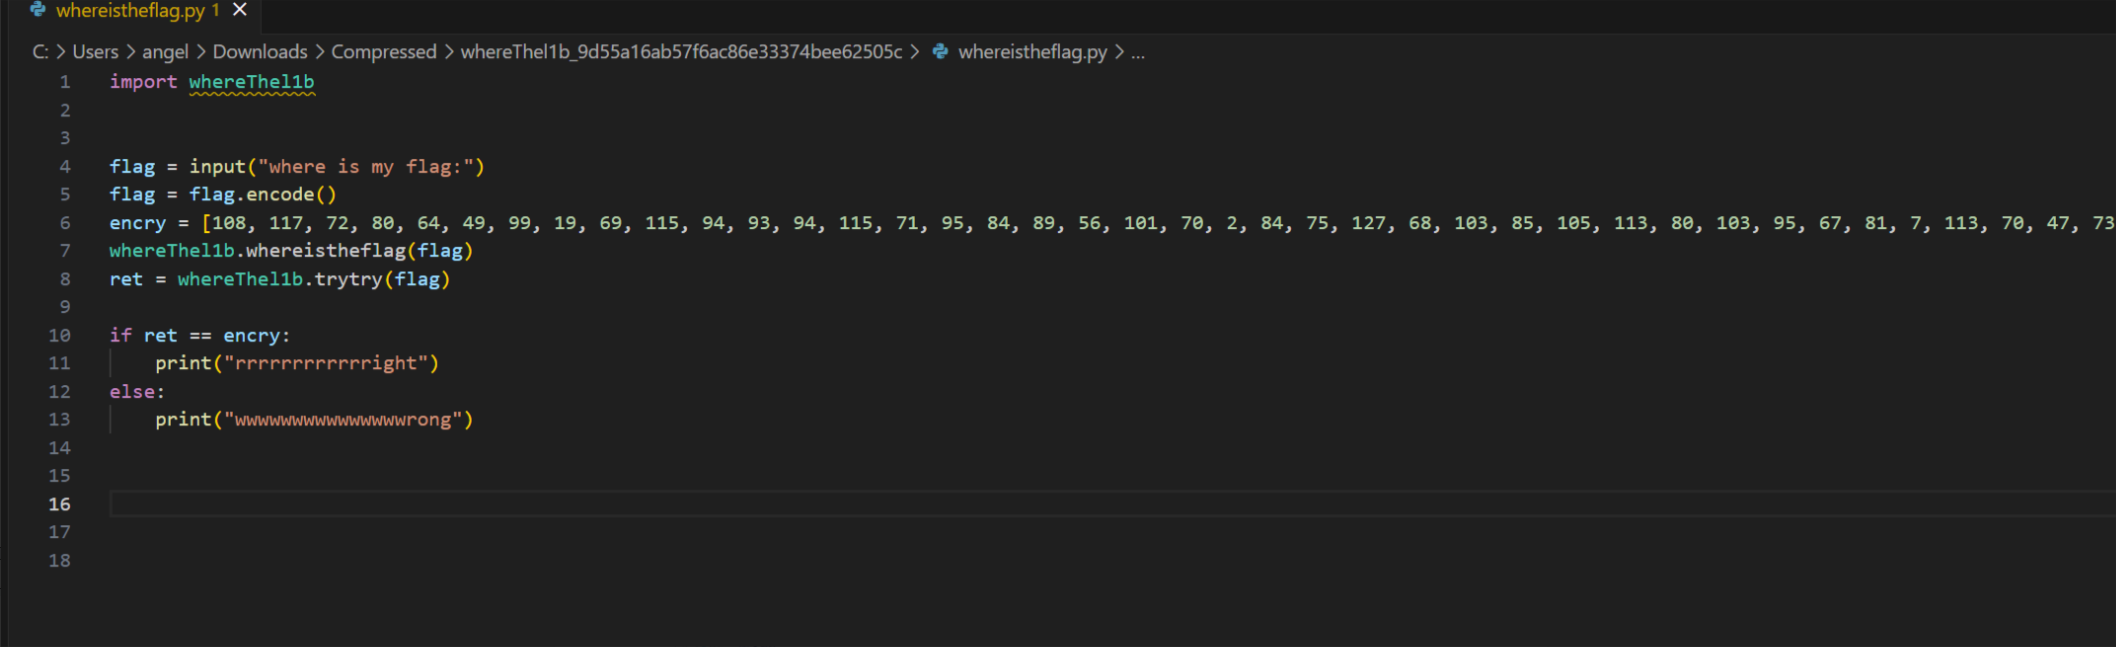 whereistheflag.py 1 ×
C: > Users > angel > Downloads > Compressed > whereThel1b_9d55a16ab57f6ac86e33374bee62505c > whereistheflag.py > ...
1 import whereThel1b
2
3
4 flag = input("where is my flag:")
5 flag = flag.encode()
6 encry = [108, 117, 72, 80, 64, 49, 99, 19, 69, 115, 94, 93, 94, 115, 71, 95, 84, 89, 56, 101, 70, 2, 84, 75, 127, 68, 103, 85, 105, 113, 80, 103, 95, 67, 81, 7, 113, 70, 47, 73
7 whereThel1b.whereistheflag(flag)
8 ret = whereThel1b.trytry(flag)
9
10 if ret == encry:
11 print("rrrrrrrrrrrright")
12 else:
13 print("wwwwwwwwwwwwwwwrong")
14
15
16
17
18